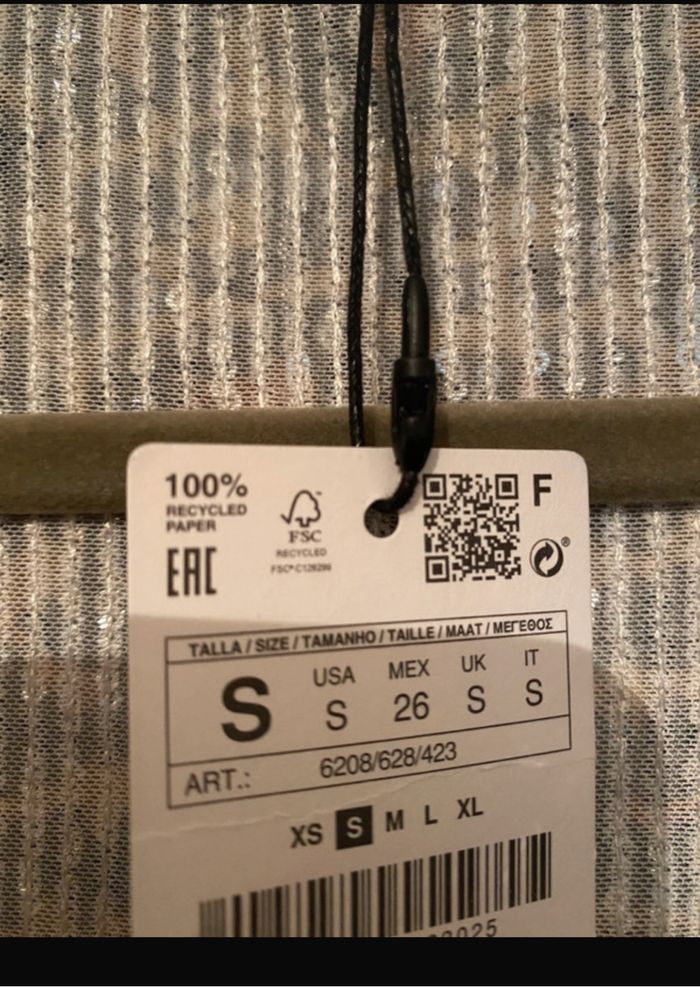 100%
RECYCLED
PAPER
EAC
FSC
RECYCLED
F
TALLA / SIZE / TAMANHO / TAILLE / MAAT / ΜΕΓΕΘΟΣ
S
USA MEX UK IT
S 26 S S
ART.: 6208/628/423
XS S M L XL